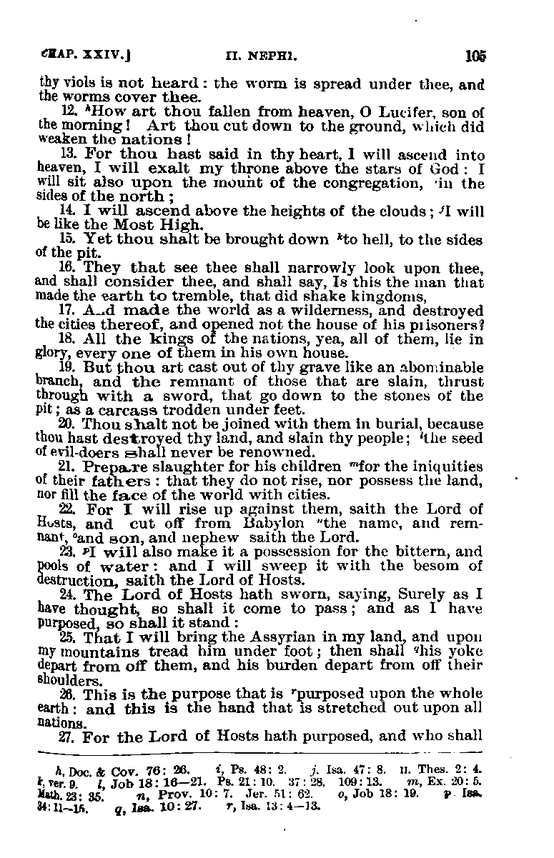 CHAP. XXIV.] II. NEPHI. 105
thy viols is not heard: the worm is spread under thee, and
the worms cover thee.
12. ʰHow art thou fallen from heaven, O Lucifer, son of
the morning! Art thou cut down to the ground, which did
weaken the nations!
13. For thou hast said in thy heart, I will ascend into
heaven, I will exalt my throne above the stars of God: I
will sit also upon the mount of the congregation, ⁱin the
sides of the north;
14. I will ascend above the heights of the clouds; ʲI will
be like the Most High.
15. Yet thou shalt be brought down ᵏto hell, to the sides
of the pit.
16. They that see thee shall narrowly look upon thee,
and shall consider thee, and shall say, Is this the man that
made the earth to tremble, that did shake kingdoms,
17. And made the world as a wilderness, and destroyed
the cities thereof, and opened not the house of his prisoners?
18. All the kings of the nations, yea, all of them, lie in
glory, every one of them in his own house.
19. But thou art cast out of thy grave like an abominable
branch, and the remnant of those that are slain, thrust
through with a sword, that go down to the stones of the
pit; as a carcass trodden under feet.
20. Thou shalt not be joined with them in burial, because
thou hast destroyed thy land, and slain thy people; ˡthe seed
of evil-doers shall never be renowned.
21. Prepare slaughter for his children ᵐfor the iniquities
of their fathers: that they do not rise, nor possess the land,
nor fill the face of the world with cities.
22. For I will rise up against them, saith the Lord of
Hosts, and cut off from Babylon ⁿthe name, and rem-
nant, ᵒand son, and nephew saith the Lord.
23. ᵖI will also make it a possession for the bittern, and
pools of water: and I will sweep it with the besom of
destruction, saith the Lord of Hosts.
24. The Lord of Hosts hath sworn, saying, Surely as I
have thought, so shall it come to pass; and as I have
purposed, so shall it stand:
25. That I will bring the Assyrian in my land, and upon
my mountains tread him under foot; then shall qhis yoke
depart from off them, and his burden depart from off their
shoulders.
26. This is the purpose that is ʳpurposed upon the whole
earth: and this is the hand that is stretched out upon all
nations.
27. For the Lord of Hosts hath purposed, and who shall
h, Doc. & Cov. 76: 26. i, Ps. 48: 2. j. Isa. 47: 8. II. Thes. 2: 4.
k, ver. 9. l, Job 18: 16—21. Ps. 21: 10. 37: 28. 109: 13. m, Ex. 20: 5.
Math. 23: 35. n, Prov. 10: 7. Jer. 51: 62. o, Job 18: 19. p. Isa.
34: 11—15. q, Isa. 10: 27. r, Isa. 13: 4—13.